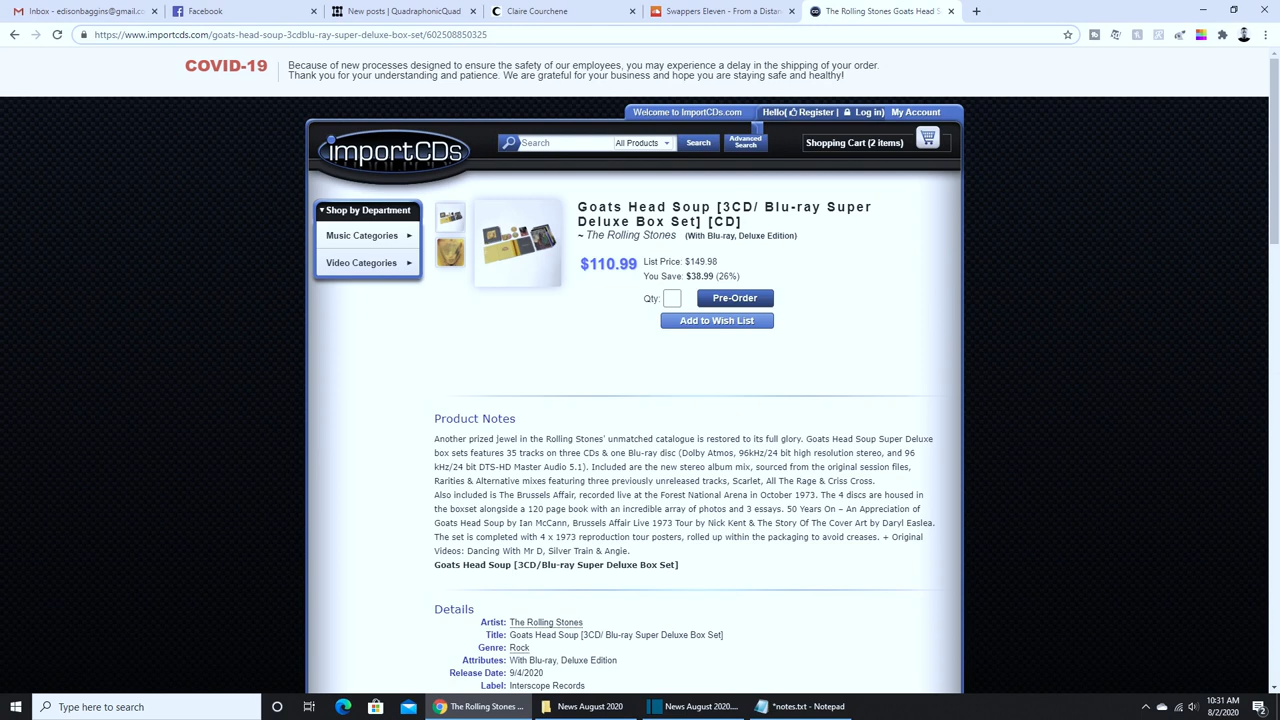 Inbox - edisonbaggins@gmail.co
Facebook
Posts | QuadraphonicQuad
Claire Courchene
Swappers Eleven - From a Distan
The Rolling Stones Goats Head S
https://www.importcds.com/goats-head-soup-3cdblu-ray-super-deluxe-box-set/602508850325
COVID-19
Because of new processes designed to ensure the safety of our employees, you may experience a delay in the shipping of your order.
Thank you for your understanding and patience. We are grateful for your business and hope you are staying safe and healthy!
Welcome to ImportCDs.com
Hello( Register | Log in) My Account
importCDs
Search
All Products
Search
Advanced
Search
Shopping Cart (2 items)
Shop by Department
Music Categories
Video Categories
Goats Head Soup [3CD/ Blu-ray Super
Deluxe Box Set] [CD]
~ The Rolling Stones (With Blu-ray, Deluxe Edition)
$110.99
List Price: $149.98
You Save: $38.99 (26%)
Qty:
Pre-Order
Add to Wish List
Product Notes
Another prized jewel in the Rolling Stones' unmatched catalogue is restored to its full glory. Goats Head Soup Super Deluxe
box sets features 35 tracks on three CDs & one Blu-ray disc (Dolby Atmos, 96kHz/24 bit high resolution stereo, and 96
kHz/24 bit DTS-HD Master Audio 5.1). Included are the new stereo album mix, sourced from the original session files,
Rarities & Alternative mixes featuring three previously unreleased tracks, Scarlet, All The Rage & Criss Cross.
Also included is The Brussels Affair, recorded live at the Forest National Arena in October 1973. The 4 discs are housed in
the boxset alongside a 120 page book with an incredible array of photos and 3 essays. 50 Years On – An Appreciation of
Goats Head Soup by Ian McCann, Brussels Affair Live 1973 Tour by Nick Kent & The Story Of The Cover Art by Daryl Easlea.
The set is completed with 4 x 1973 reproduction tour posters, rolled up within the packaging to avoid creases. + Original
Videos: Dancing With Mr D, Silver Train & Angie.
Goats Head Soup [3CD/Blu-ray Super Deluxe Box Set]
Details
Artist: The Rolling Stones
Title: Goats Head Soup [3CD/ Blu-ray Super Deluxe Box Set]
Genre: Rock
Attributes: With Blu-ray, Deluxe Edition
Release Date: 9/4/2020
Label: Interscope Records
Type here to search
The Rolling Stones ...
News August 2020
News August 2020....
*notes.txt - Notepad
10:31 AM
8/2/2020